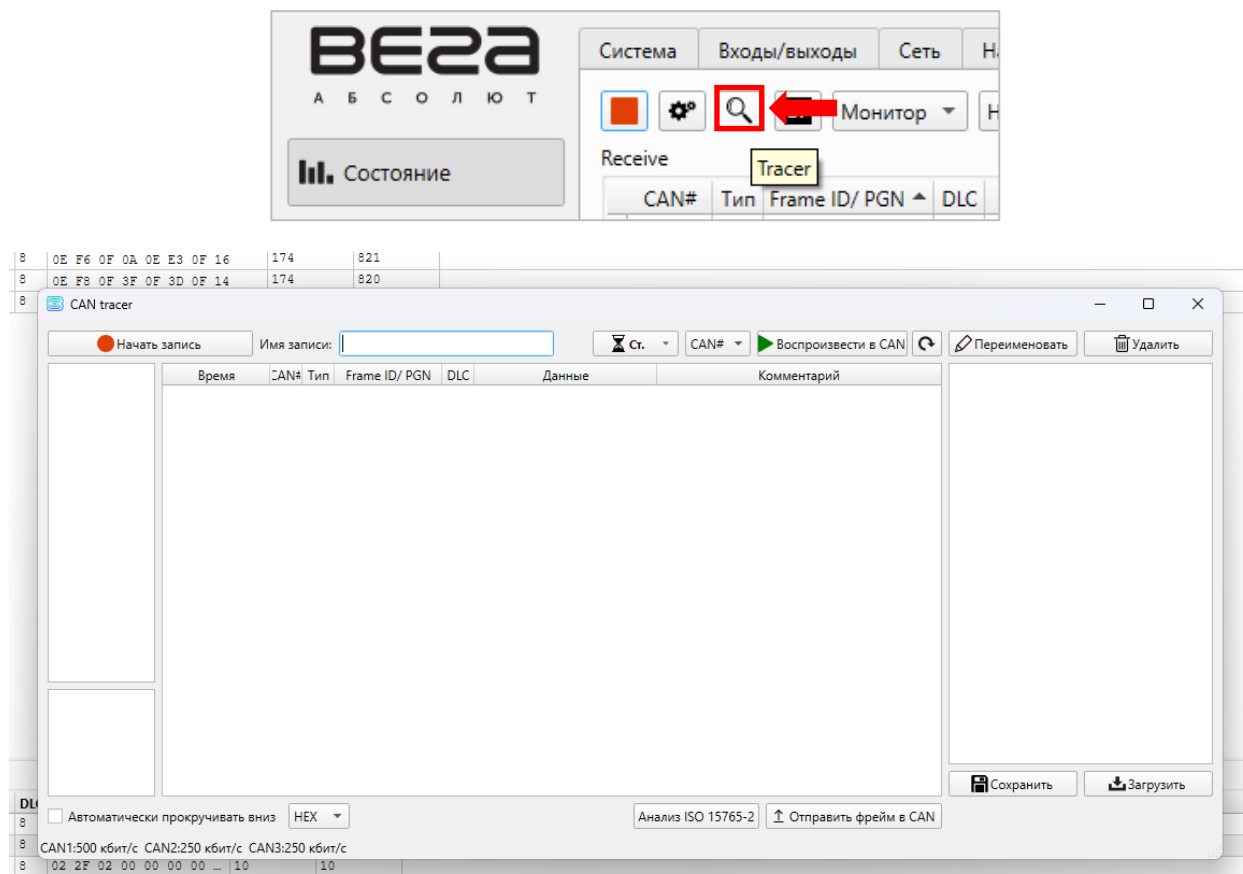 ВЕГА
АБСОЛЮТ
Система Входы/выходы Сеть
Монитор
Состояние
Receive
Tracer
CAN# Тип Frame ID/ PGN DLC
8 0E F6 0F 0A 0E E3 0F 16 174 821
8 0E F8 0F 3F 0F 3D 0F 14 174 820
8
CAN tracer
Начать запись Имя записи: Ст. CAN# Воспроизвести в CAN Переименовать Удалить
Время CAN# Тип Frame ID/ PGN DLC Данные Комментарий
Сохранить Загрузить
Автоматически прокручивать вниз HEX Анализ ISO 15765-2 Отправить фрейм в CAN
8
8
CAN1:500 кбит/с CAN2:250 кбит/с CAN3:250 кбит/с
8 02 2F 02 00 00 00 00 … 10 10